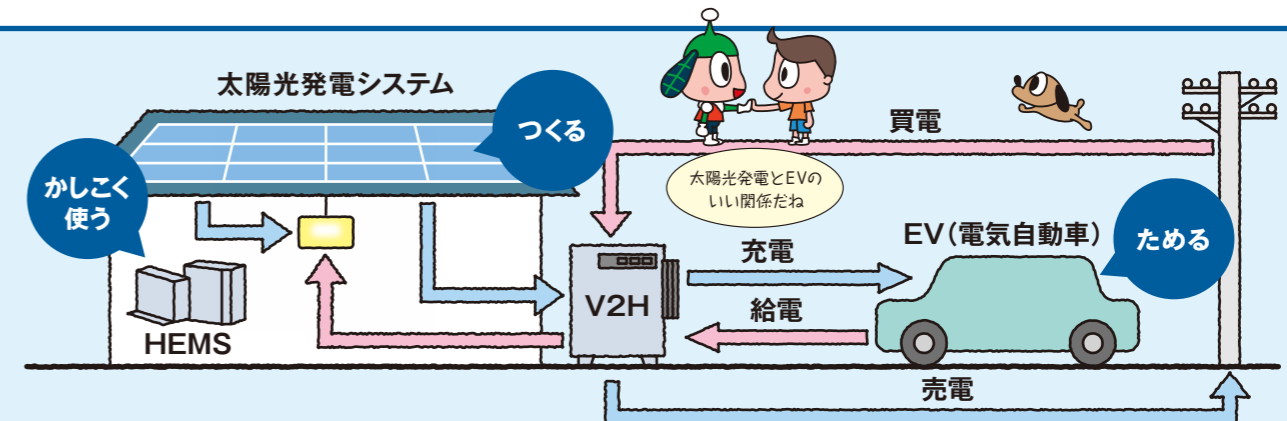 太陽光発電システム
つくる
かしこく
使う
買電
太陽光発電とEVの
いい関係だね
EV（電気自動車）
ためる
充電
V2H
給電
HEMS
売電